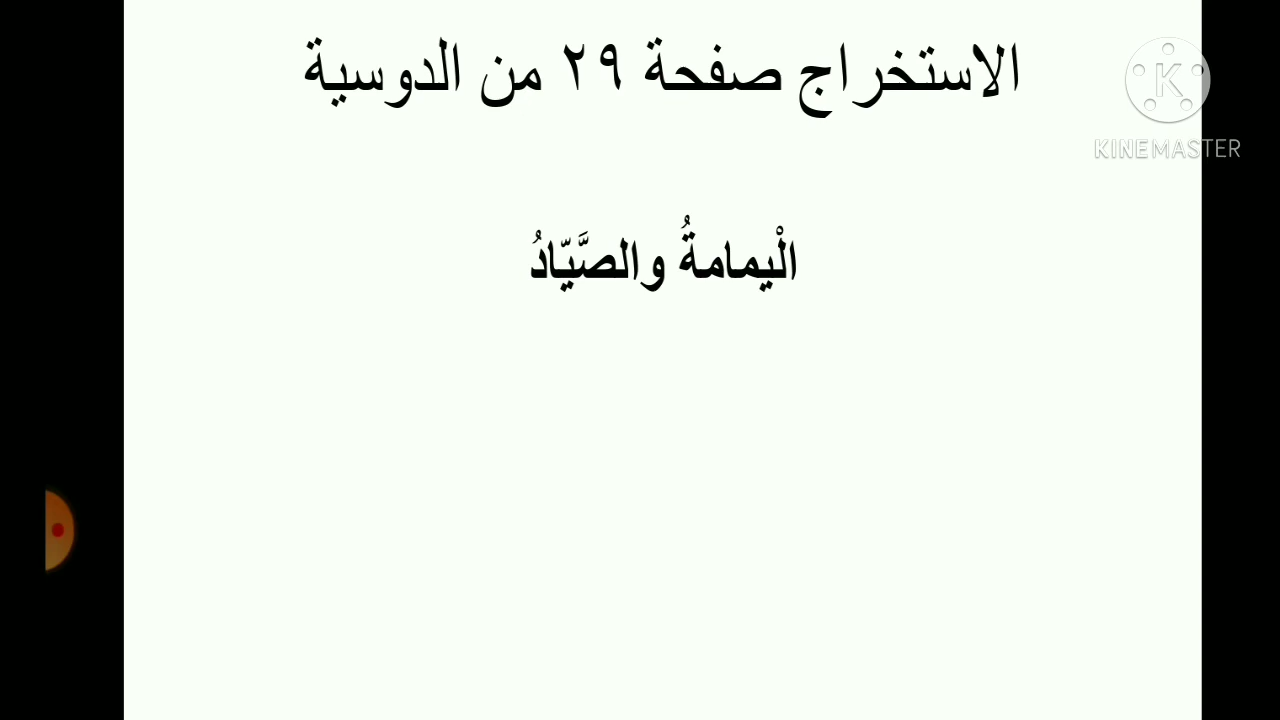 الاستخراج صفحة ٢٩ من الدوسية
K
KINEMASTER
الْيمامةُ والصَّيّادُ